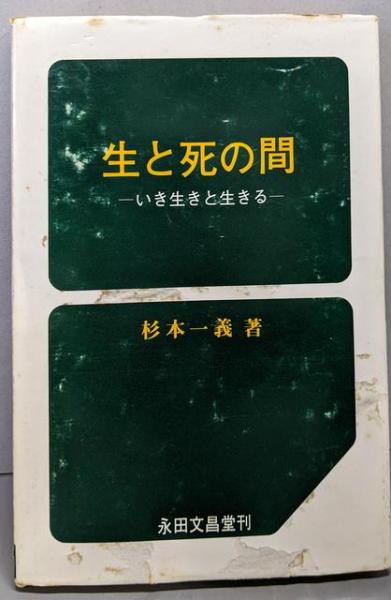 生と死の間
―いき生きと生きる―
杉本一義 著
永田文昌堂刊